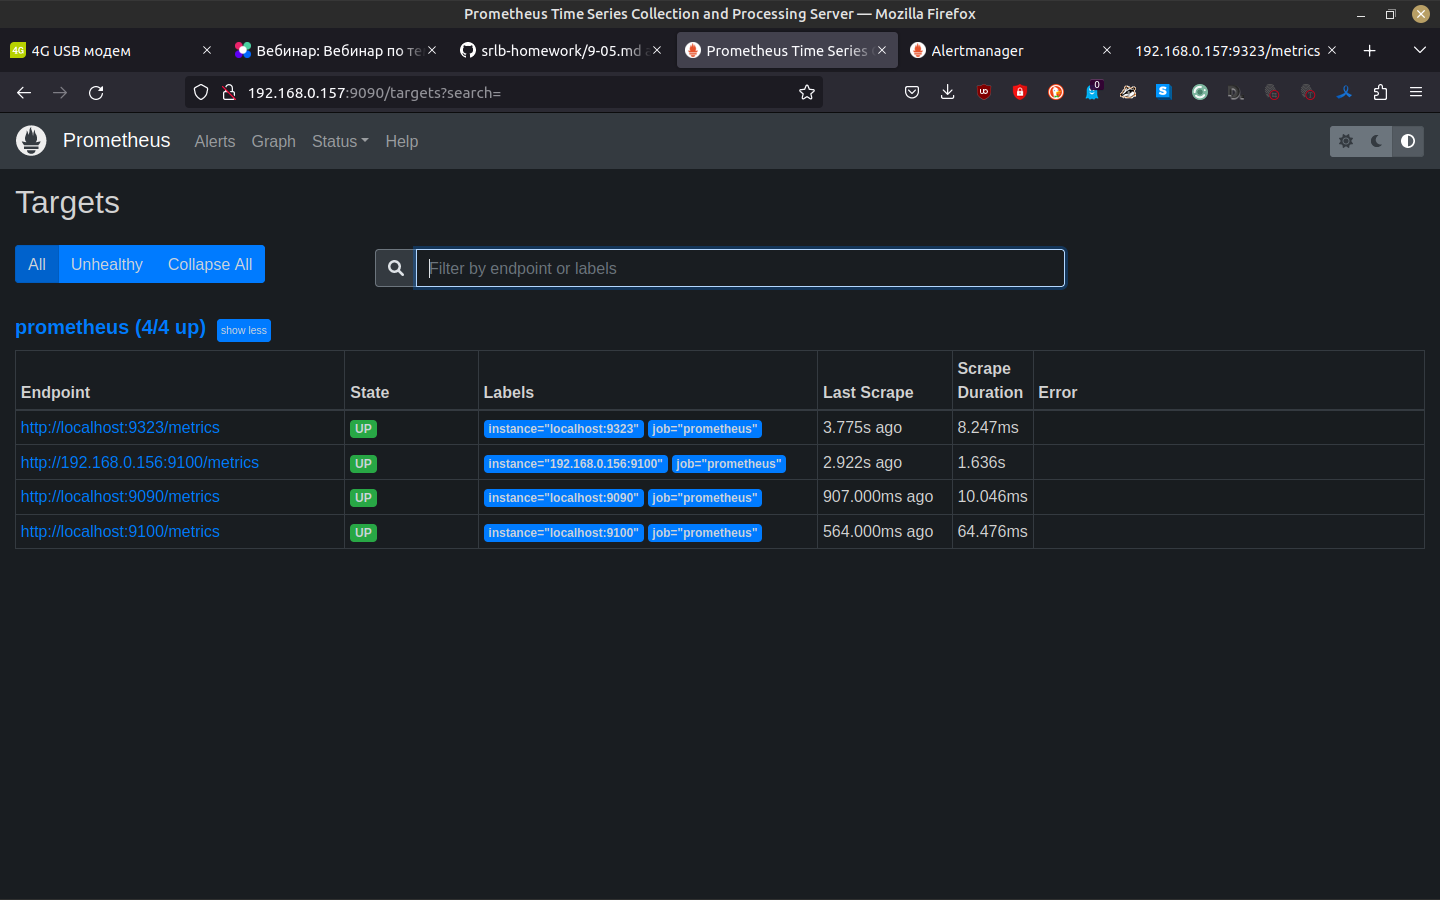 Prometheus Time Series Collection and Processing Server — Mozilla Firefox
4G 4G USB модем
Вебинар: Вебинар по те
srlb-homework/9-05.md
Prometheus Time Series
Alertmanager
192.168.0.157:9323/metrics
192.168.0.157:9090/targets?search=
0
Prometheus Alerts Graph Status Help
Targets
All Unhealthy Collapse All
Filter by endpoint or labels
prometheus (4/4 up) show less
Endpoint State Labels Last Scrape Scrape Duration Error
http://localhost:9323/metrics UP instance="localhost:9323" job="prometheus" 3.775s ago 8.247ms
http://192.168.0.156:9100/metrics UP instance="192.168.0.156:9100" job="prometheus" 2.922s ago 1.636s
http://localhost:9090/metrics UP instance="localhost:9090" job="prometheus" 907.000ms ago 10.046ms
http://localhost:9100/metrics UP instance="localhost:9100" job="prometheus" 564.000ms ago 64.476ms